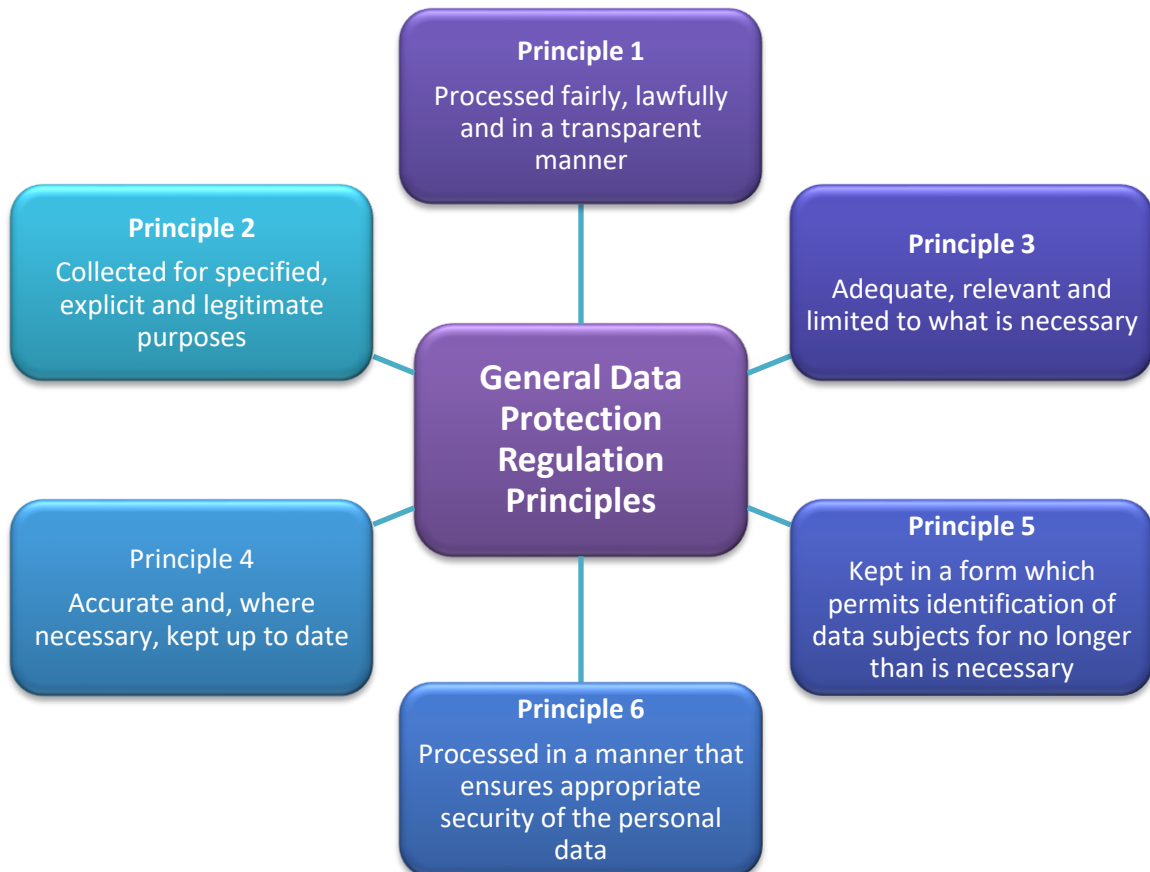 Principle 1
Processed fairly, lawfully
and in a transparent
manner
Principle 2
Collected for specified,
explicit and legitimate
purposes
Principle 3
Adequate, relevant and
limited to what is necessary
General Data
Protection
Regulation
Principles
Principle 4
Accurate and, where
necessary, kept up to date
Principle 5
Kept in a form which
permits identification of
data subjects for no longer
than is necessary
Principle 6
Processed in a manner that
ensures appropriate
security of the personal
data